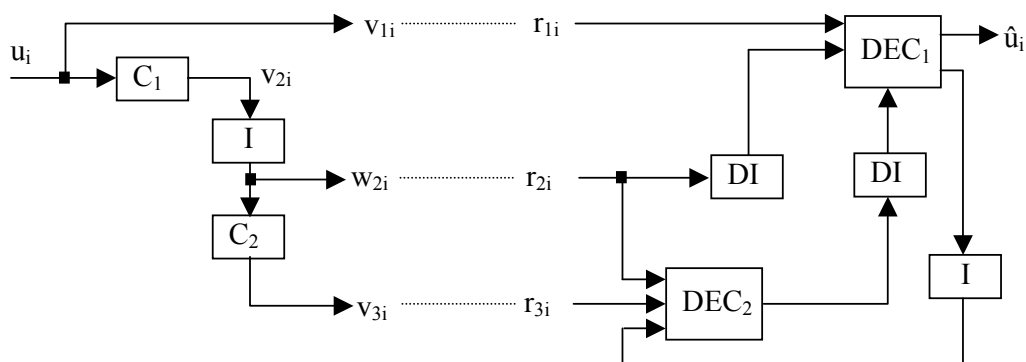 uᵢ
v₁ᵢ
r₁ᵢ
DEC₁
ûᵢ
C₁
v₂ᵢ
I
w₂ᵢ
r₂ᵢ
DI
DI
C₂
v₃ᵢ
r₃ᵢ
DEC₂
I